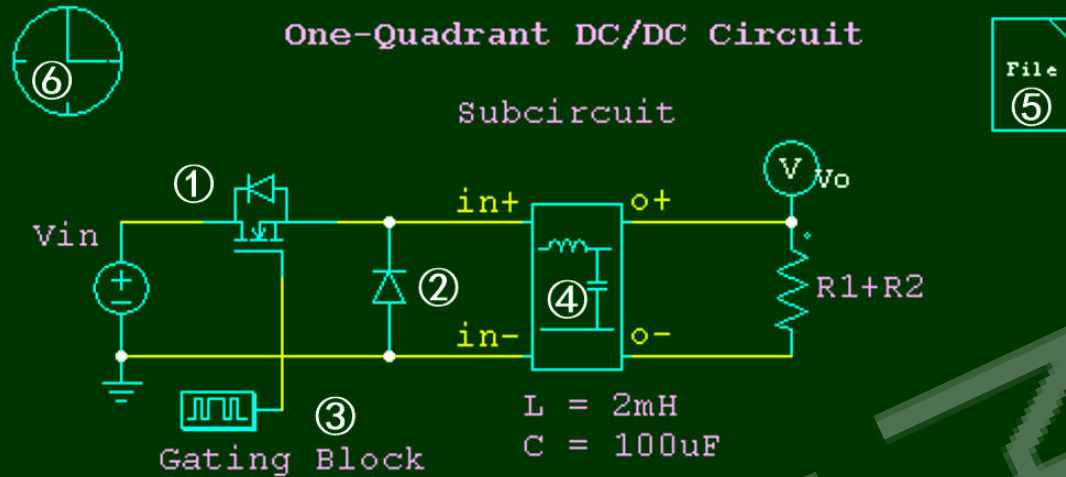 One-Quadrant DC/DC Circuit
⑥
File
⑤
Subcircuit
①
V
Vo
in+
o+
Vin
②
④
R1+R2
in-
o-
③
L = 2mH
Gating Block
C = 100uF